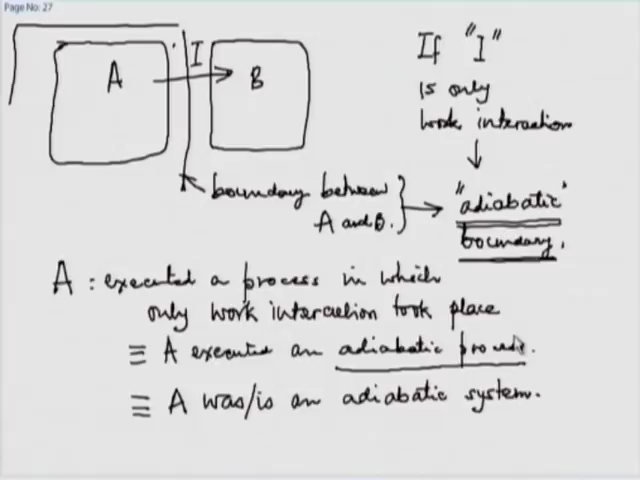 Page No: 27
A
I
B
If "I"
is only
work interaction
boundary between
A and B.
"adiabatic"
boundary.
A : executed a process in which
only work interaction took place
≡ A executed an adiabatic process.
≡ A was/is an adiabatic system.